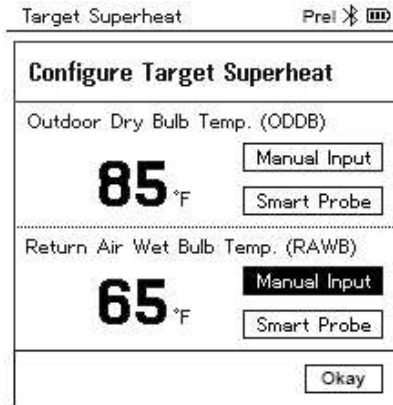 Target Superheat Prel
Configure Target Superheat
Outdoor Dry Bulb Temp. (ODDB)
85 °F
Manual Input
Smart Probe
Return Air Wet Bulb Temp. (RAWB)
65 °F
Manual Input
Smart Probe
Okay